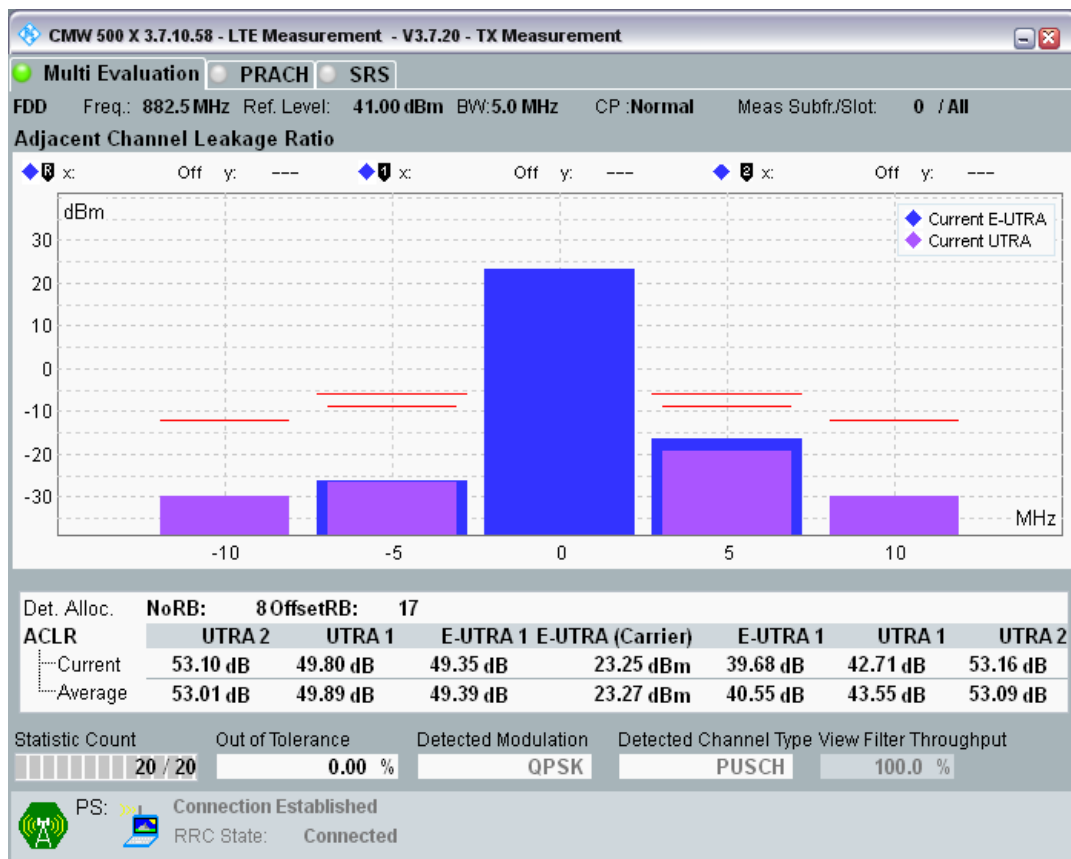 CMW 500 X 3.7.10.58 - LTE Measurement - V3.7.20 - TX Measurement
Multi Evaluation PRACH SRS
FDD Freq.: 882.5 MHz Ref. Level: 41.00 dBm BW:5.0 MHz CP :Normal Meas Subfr./Slot: 0 / All
Adjacent Channel Leakage Ratio
R x: Off y: --- 1 x: Off y: --- 2 x: Off y: ---
dBm
Current E-UTRA
Current UTRA
30
20
10
0
-10
-20
-30
MHz
-10 -5 0 5 10
Det. Alloc. NoRB: 8 OffsetRB: 17
ACLR UTRA 2 UTRA 1 E-UTRA 1 E-UTRA (Carrier) E-UTRA 1 UTRA 1 UTRA 2
Current 53.10 dB 49.80 dB 49.35 dB 23.25 dBm 39.68 dB 42.71 dB 53.16 dB
Average 53.01 dB 49.89 dB 49.39 dB 23.27 dBm 40.55 dB 43.55 dB 53.09 dB
Statistic Count Out of Tolerance Detected Modulation Detected Channel Type View Filter Throughput
20 / 20 0.00 % QPSK PUSCH 100.0 %
PS: Connection Established
RRC State: Connected